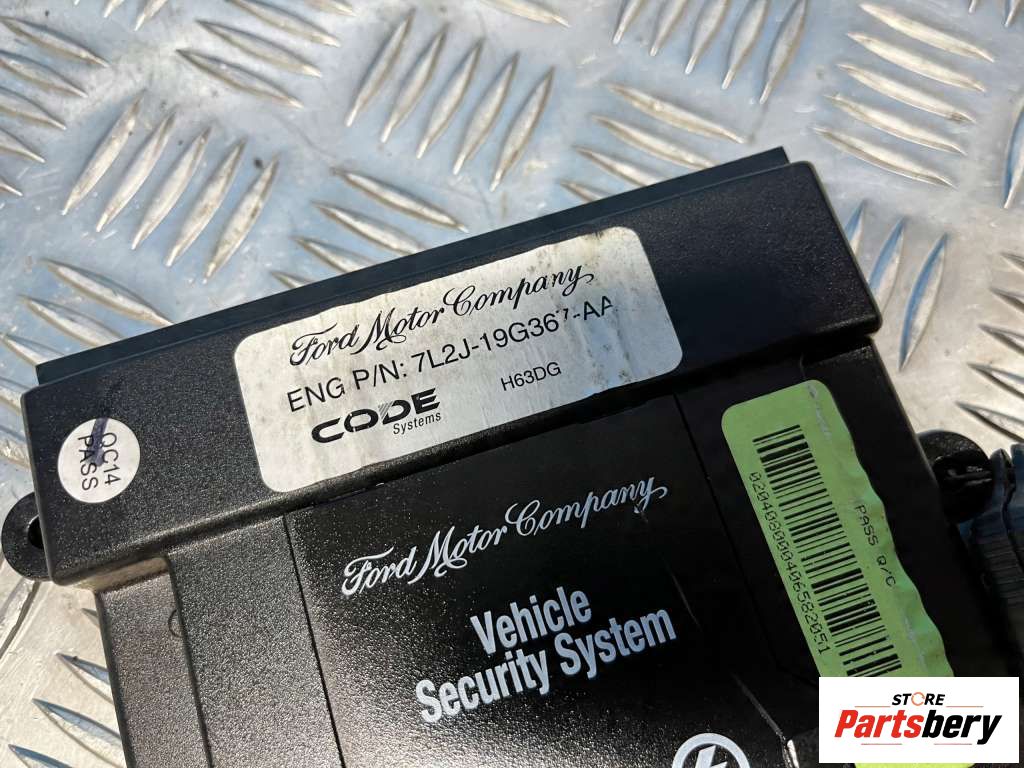 Ford Motor Company
ENG P/N: 7L2J-19G367-AA
CODE
Systems
H63DG
QC14
PASS
Ford Motor Company
Vehicle
Security System
PASS Q/C
020408000406582051
STORE
Partsbery